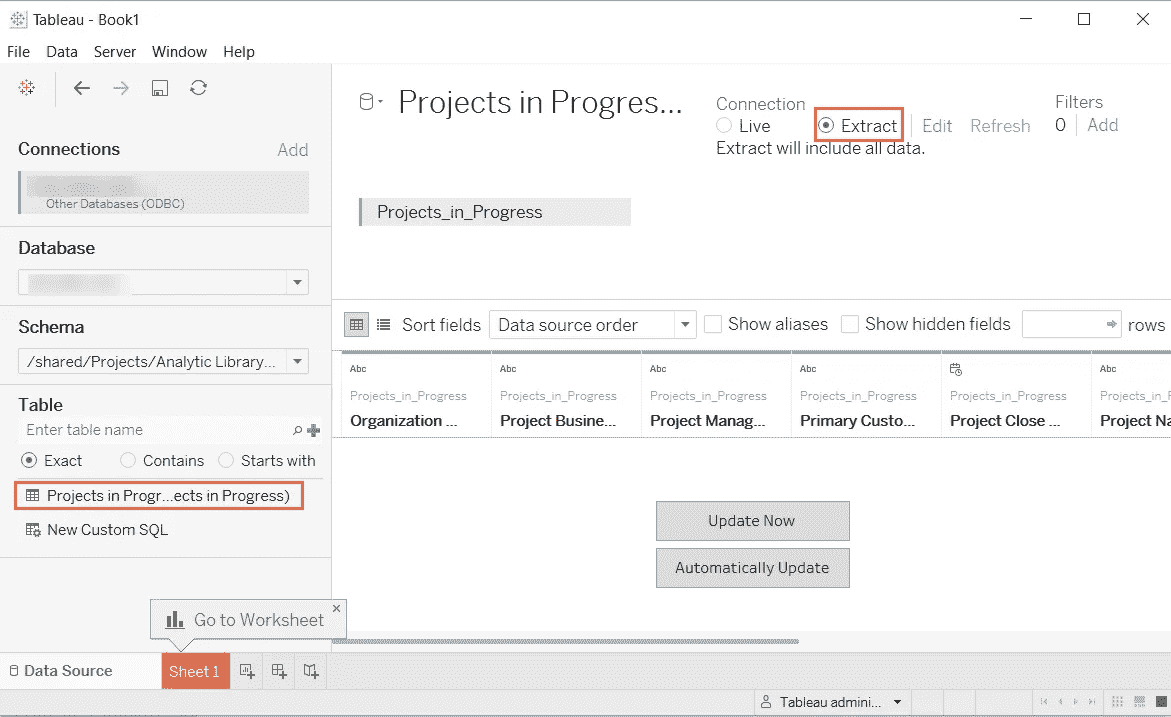 Tableau - Book1
File Data Server Window Help
Connections Add
Other Databases (ODBC)
Database
Schema
/shared/Projects/Analytic Library...
Table
Enter table name
Exact Contains Starts with
Projects in Progr...ects in Progress)
New Custom SQL
Projects in Progres...
Connection
Live Extract Edit Refresh
Extract will include all data.
Filters
0 Add
Projects_in_Progress
Sort fields Data source order Show aliases Show hidden fields rows
Abc Abc Abc Abc Abc
Projects_in_Progress Projects_in_Progress Projects_in_Progress Projects_in_Progress Projects_in_Progress Projects_in_F
Organization ... Project Busine... Project Manag... Primary Custo... Project Close ... Project Na
Update Now
Automatically Update
Go to Worksheet
Data Source Sheet 1
Tableau admini...